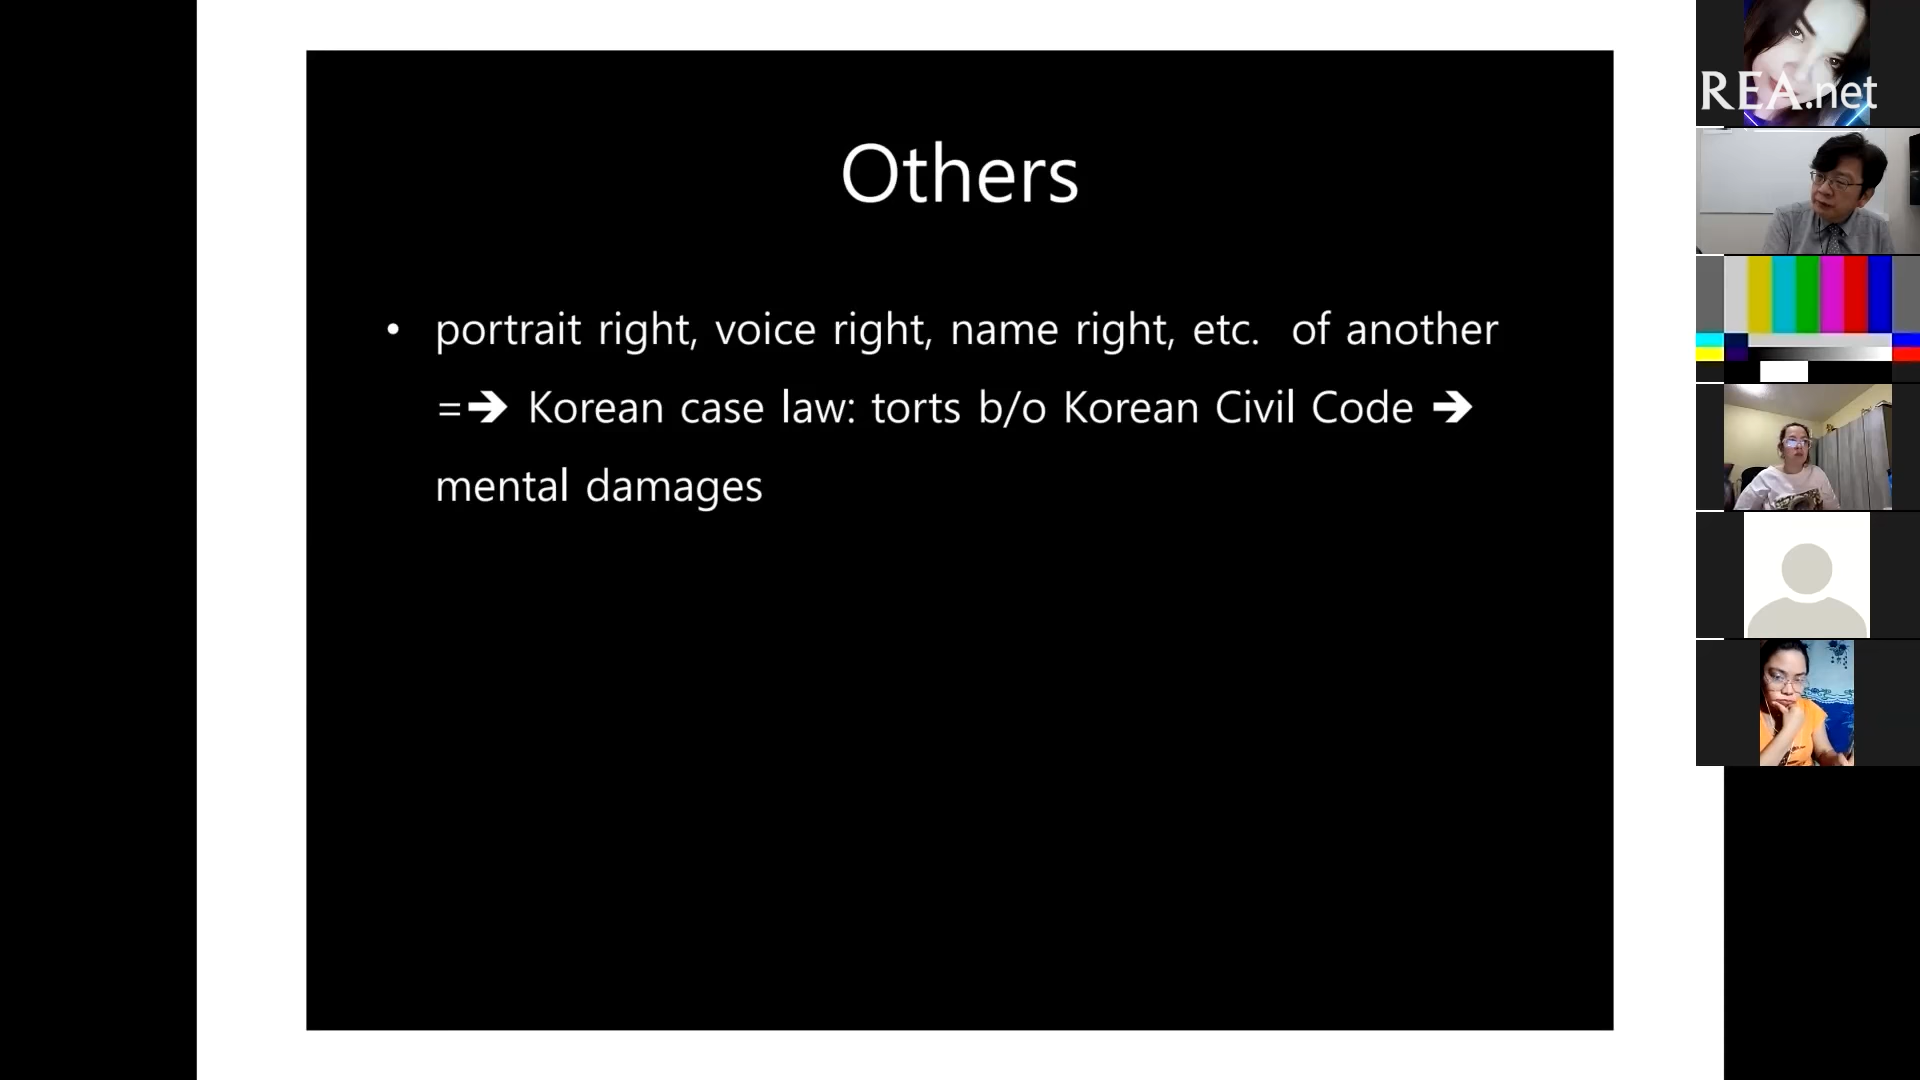 Others
• portrait right, voice right, name right, etc. of another
=➔ Korean case law: torts b/o Korean Civil Code ➔
mental damages
REA.net